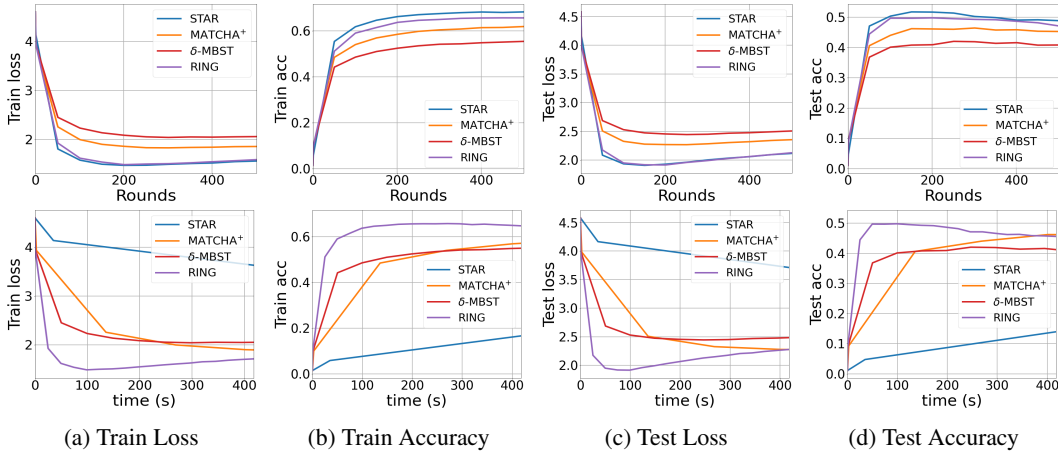 Train loss
4
3
2
0
200
400
Rounds
STAR
MATCHA+
δ-MBST
RING
Train acc
0.6
0.4
0.2
0.0
0
200
400
Rounds
STAR
MATCHA+
δ-MBST
RING
Test loss
4.5
4.0
3.5
3.0
2.5
2.0
0
200
400
Rounds
STAR
MATCHA+
δ-MBST
RING
Test acc
0.5
0.4
0.3
0.2
0.1
0.0
0
200
400
Rounds
STAR
MATCHA+
δ-MBST
RING
Train loss
4
3
2
0
100
200
300
400
time (s)
STAR
MATCHA+
δ-MBST
RING
Train acc
0.6
0.4
0.2
0.0
0
100
200
300
400
time (s)
STAR
MATCHA+
δ-MBST
RING
Test loss
4.5
4.0
3.5
3.0
2.5
2.0
0
100
200
300
400
time (s)
STAR
MATCHA+
δ-MBST
RING
Test acc
0.5
0.4
0.3
0.2
0.1
0.0
0
100
200
300
400
time (s)
STAR
MATCHA+
δ-MBST
RING
(a) Train Loss
(b) Train Accuracy
(c) Test Loss
(d) Test Accuracy